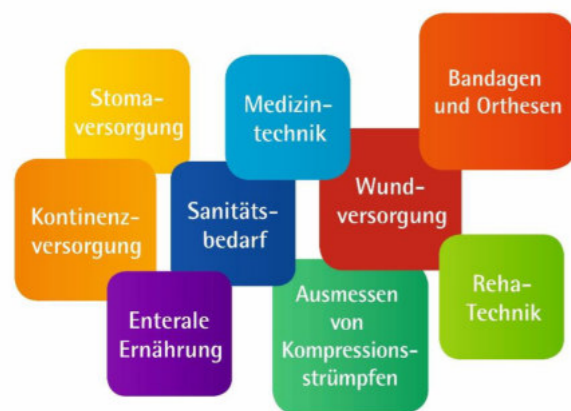 Stoma-
versorgung
Medizin-
technik
Bandagen
und Orthesen
Kontinenz-
versorgung
Sanitäts-
bedarf
Wund-
versorgung
Enterale
Ernährung
Ausmessen
von
Kompressions-
strümpfen
Reha-
Technik